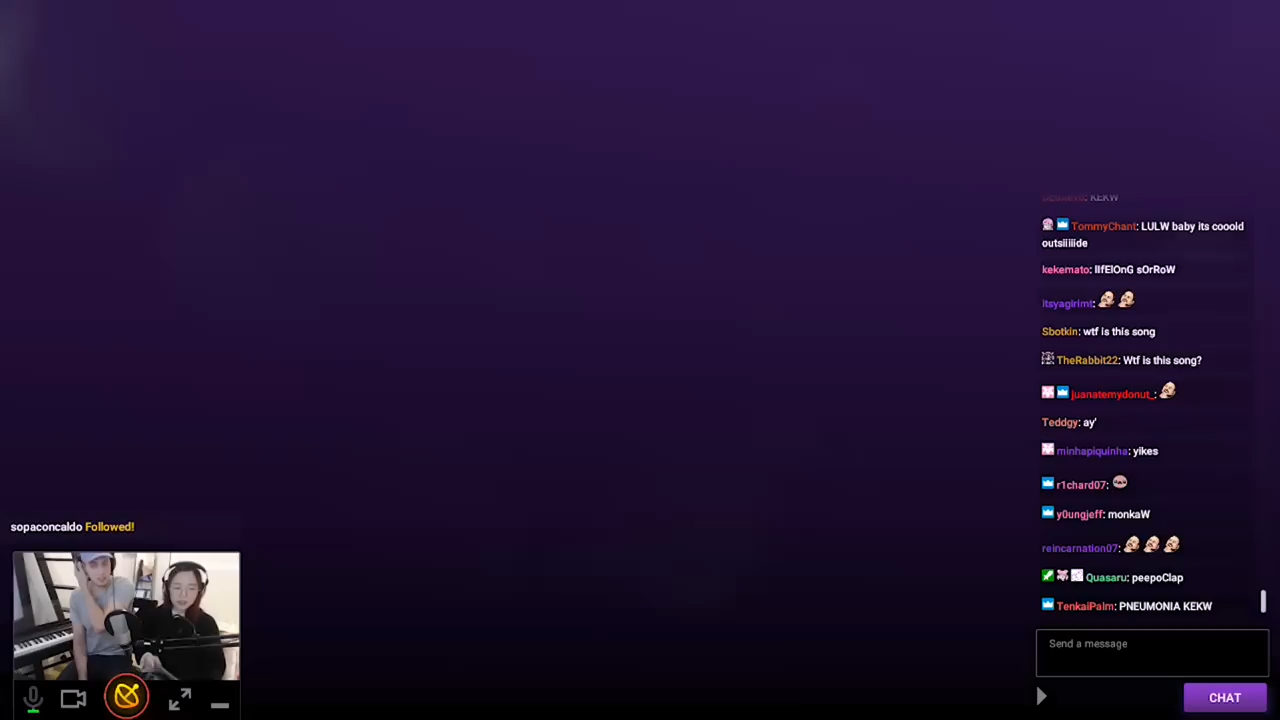 KEKW
TommyChant: LULW baby its cooold
outsiiiiide
kekemato: lIfElOnG sOrRoW
itsyagirimt:
Sbotkin: wtf is this song
TheRabbit22: Wtf is this song?
juanatemydonut_:
Teddgy: ay'
minhapiquinha: yikes
r1chard07:
y0ungjeff: monkaW
reincarnation07:
Quasaru: peepoClap
TenkaiPalm: PNEUMONIA KEKW
sopaconcaldo Followed!
Send a message
CHAT